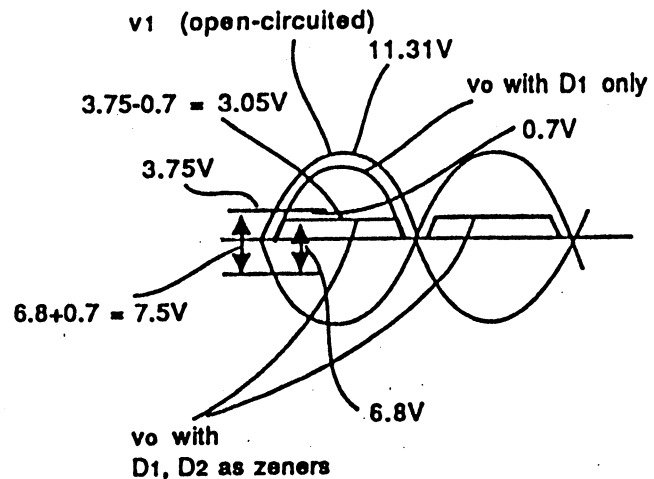 v1 (open-circuited)
11.31V
vo with D1 only
3.75-0.7 = 3.05V
0.7V
3.75V
6.8+0.7 = 7.5V
6.8V
vo with
D1, D2 as zeners